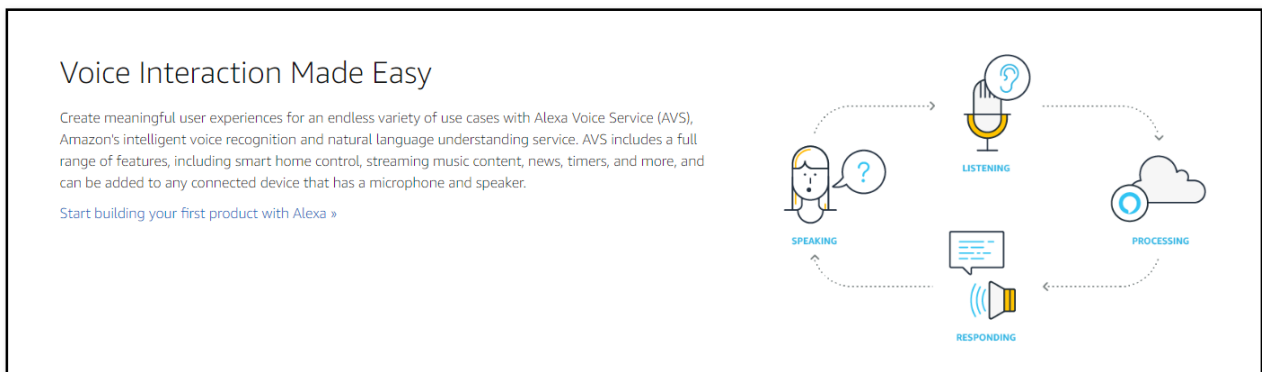 Voice Interaction Made Easy
Create meaningful user experiences for an endless variety of use cases with Alexa Voice Service (AVS),
Amazon's intelligent voice recognition and natural language understanding service. AVS includes a full
range of features, including smart home control, streaming music content, news, timers, and more, and
can be added to any connected device that has a microphone and speaker.
Start building your first product with Alexa »
?
LISTENING
SPEAKING
PROCESSING
RESPONDING